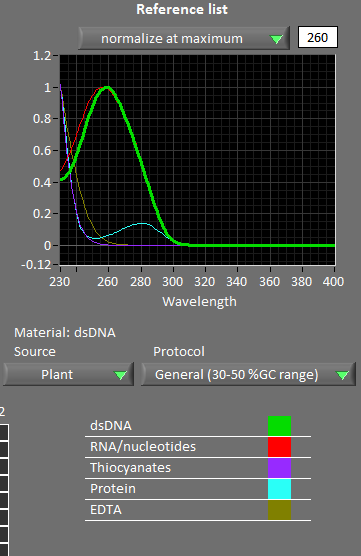 Reference list
normalize at maximum 260
1.2
1
0.8
0.6
0.4
0.2
0
-0.12
230 260 280 300 320 340 360 380 400
Wavelength
Material: dsDNA
Source Protocol
Plant General (30-50 %GC range)
2
dsDNA
RNA/nucleotides
Thiocyanates
Protein
EDTA